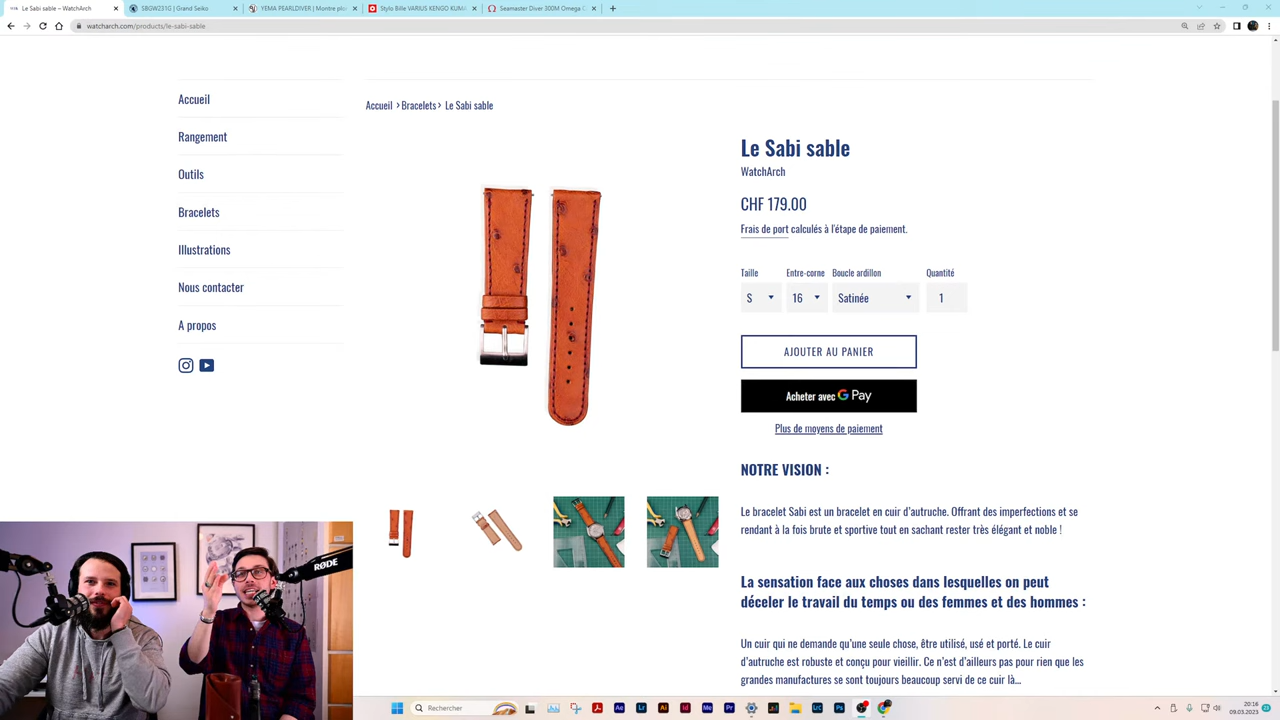 Le Sabi sable – WatchArch
SBGW231G | Grand Seiko
YEMA PEARLDIVER | Montre plon
Stylo Bille VARIUS KENGO KUMA
Seamaster Diver 300M Omega C
watcharch.com/products/le-sabi-sable
Accueil
Rangement
Outils
Bracelets
Illustrations
Nous contacter
A propos
Accueil › Bracelets › Le Sabi sable
Le Sabi sable
WatchArch
CHF 179.00
Frais de port calculés à l'étape de paiement.
Taille Entre-corne Boucle ardillon Quantité
S 16 Satinée 1
AJOUTER AU PANIER
Acheter avec G Pay
Plus de moyens de paiement
NOTRE VISION :
Le bracelet Sabi est un bracelet en cuir d'autruche. Offrant des imperfections et se
rendant à la fois brute et sportive tout en sachant rester très élégant et noble !
La sensation face aux choses dans lesquelles on peut
déceler le travail du temps ou des femmes et des hommes :
Un cuir qui ne demande qu'une seule chose, être utilisé, usé et porté. Le cuir
d'autruche est robuste et conçu pour vieillir. Ce n'est d'ailleurs pas pour rien que les
grandes manufactures se sont toujours beaucoup servi de ce cuir là...
RØDE
Rechercher
Ae
Lr
Ai
Id
Me
Pr
LrC
Ps
20:16
09.03.2023